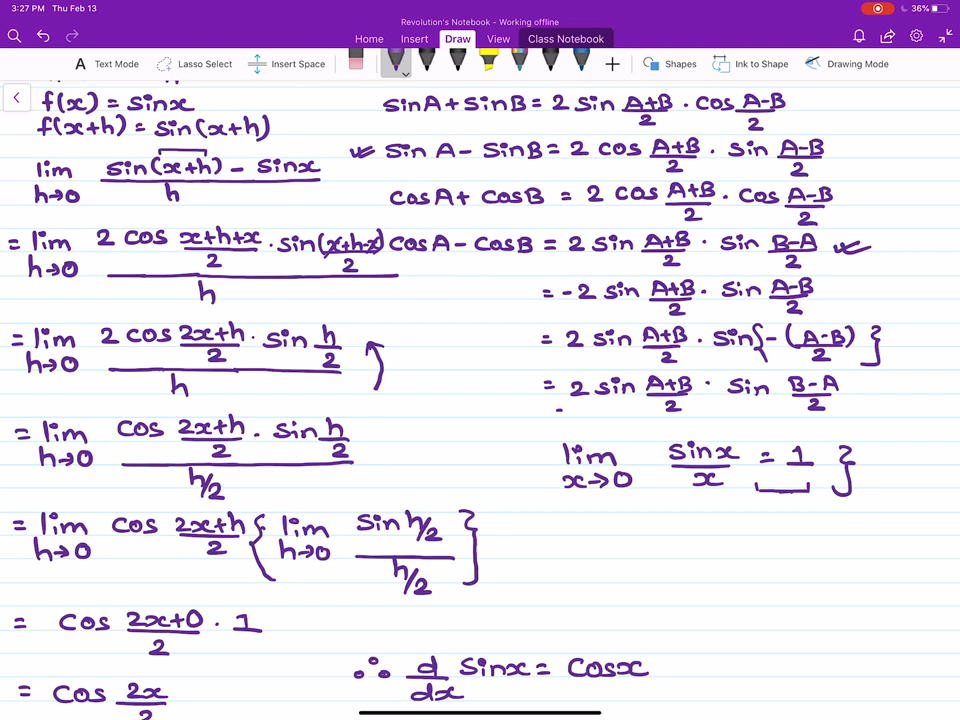 3:27 PM Thu Feb 13
36%
Revolution's Notebook - Working offline
Home Insert Draw View Class Notebook
Text Mode Lasso Select Insert Space Shapes Ink to Shape Drawing Mode
f(x) = sinx
f(x+h) = sin(x+h)
lim h→0 (sin(x+h) - sinx)/h
= lim h→0 (2 cos (x+h+x)/2 · sin (x+h-x)/2)/h
= lim h→0 (2 cos (2x+h)/2 · sin h/2)/h
= lim h→0 (cos (2x+h)/2 · sin h/2)/(h/2)
= lim h→0 cos (2x+h)/2 { lim h→0 (sin h/2)/(h/2) }
= cos (2x+0)/2 · 1
= cos 2x/2
sinA + sinB = 2 sin (A+B)/2 · cos (A-B)/2
sin A - sinB = 2 cos (A+B)/2 · sin (A-B)/2
cosA + cosB = 2 cos (A+B)/2 · cos (A-B)/2
cosA - cosB = 2 sin (A+B)/2 · sin (B-A)/2
= -2 sin (A+B)/2 · sin (A-B)/2
= 2 sin (A+B)/2 · sin{ - (A-B)/2 }
= 2 sin (A+B)/2 · sin (B-A)/2
lim x→0 sinx/x = 1 }
∴ d/dx sinx = cosx